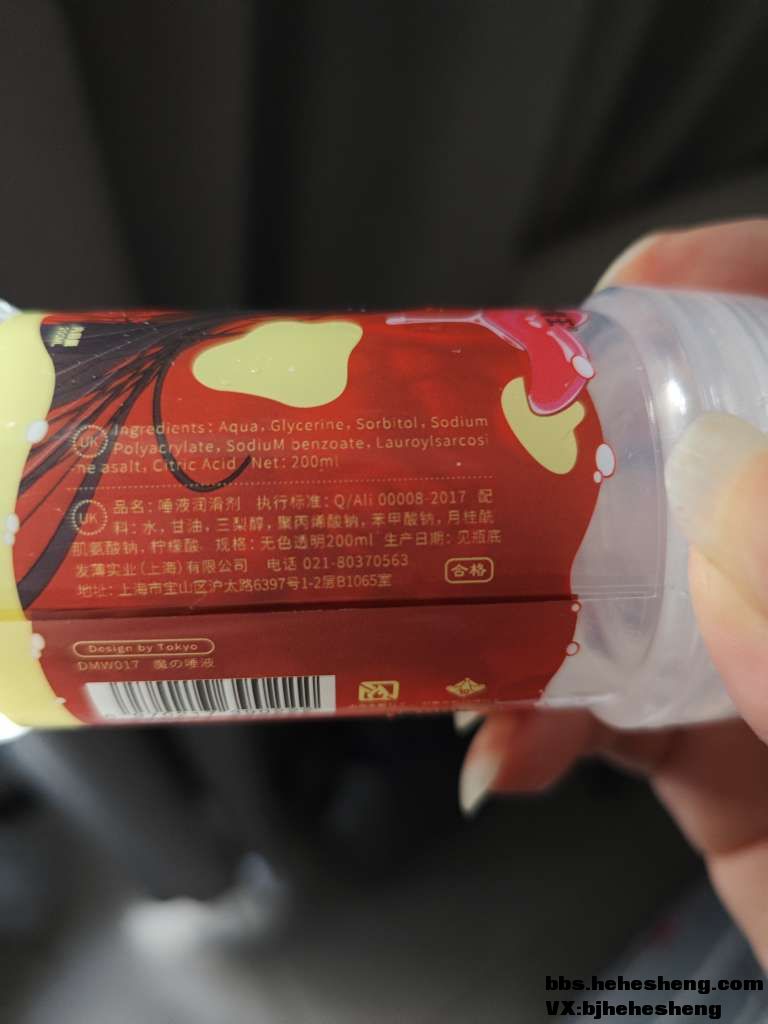 Ingredients: Aqua, Glycerine, Sorbitol, Sodium
UK
Polyacrylate, SodiuM benzoate, Lauroylsarcosi
-ne asalt, Citric Acid Net: 200ml
品名: 唾液润滑剂 执行标准: Q/Ali 00008-2017 配
UK
料: 水, 甘油, 三梨醇, 聚丙烯酸钠, 苯甲酸钠, 月桂酰
肌氨酸钠, 柠檬酸. 规格: 无色透明200ml 生产日期: 见瓶底
发薄实业(上海)有限公司 电话 021-80370563
地址: 上海市宝山区沪太路6397号1-2层B1065室
合格
Design by Tokyo
DMW017 魔の唾液
bbs.hehesheng.com
VX:bjhehesheng